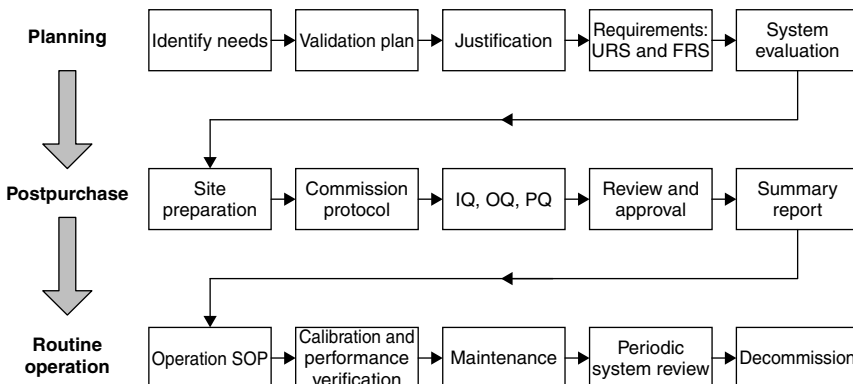 Planning
Identify needs
Validation plan
Justification
Requirements:
URS and FRS
System
evaluation
Postpurchase
Site
preparation
Commission
protocol
IQ, OQ, PQ
Review and
approval
Summary
report
Routine
operation
Operation SOP
Calibration and
performance
verification
Maintenance
Periodic
system review
Decommission